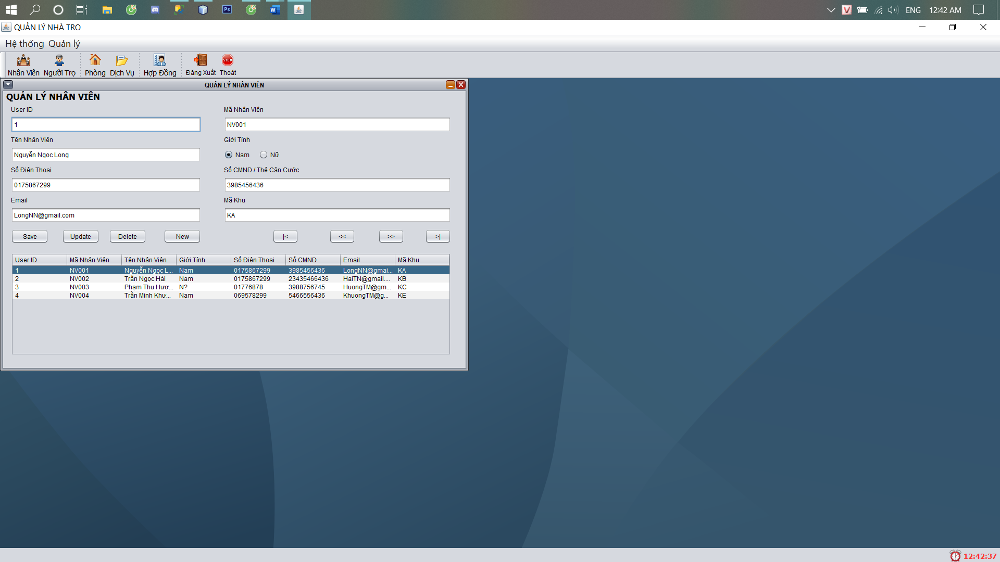 ENG 12:42 AM
QUẢN LÝ NHÀ TRỌ
Hệ thống Quản lý
Nhân Viên Người Trọ Phòng Dịch Vụ Hợp Đồng Đăng Xuất Thoát
QUẢN LÝ NHÂN VIÊN
QUẢN LÝ NHÂN VIÊN
User ID Mã Nhân Viên
1 NV001
Tên Nhân Viên Giới Tính
Nguyễn Ngọc Long Nam Nữ
Số Điện Thoại Số CMND / Thẻ Căn Cước
0175867299 3985456436
Email Mã Khu
LongNN@gmail.com KA
Save Update Delete New |< << >> >|
User ID Mã Nhân Viên Tên Nhân Viên Giới Tính Số Điện Thoại Số CMND Email Mã Khu
1 NV001 Nguyễn Ngọc L... Nam 0175867299 3985456436 LongNN@gmai... KA
2 NV002 Trần Ngọc Hải Nam 0175867299 23435466436 HaiTN@gmail.... KB
3 NV003 Phạm Thu Hươ... N? 01776878 3988756745 HuongTM@gm... KC
4 NV004 Trần Minh Khư... Nam 069578299 5466556436 KhuongTM@g... KE
12:42:37